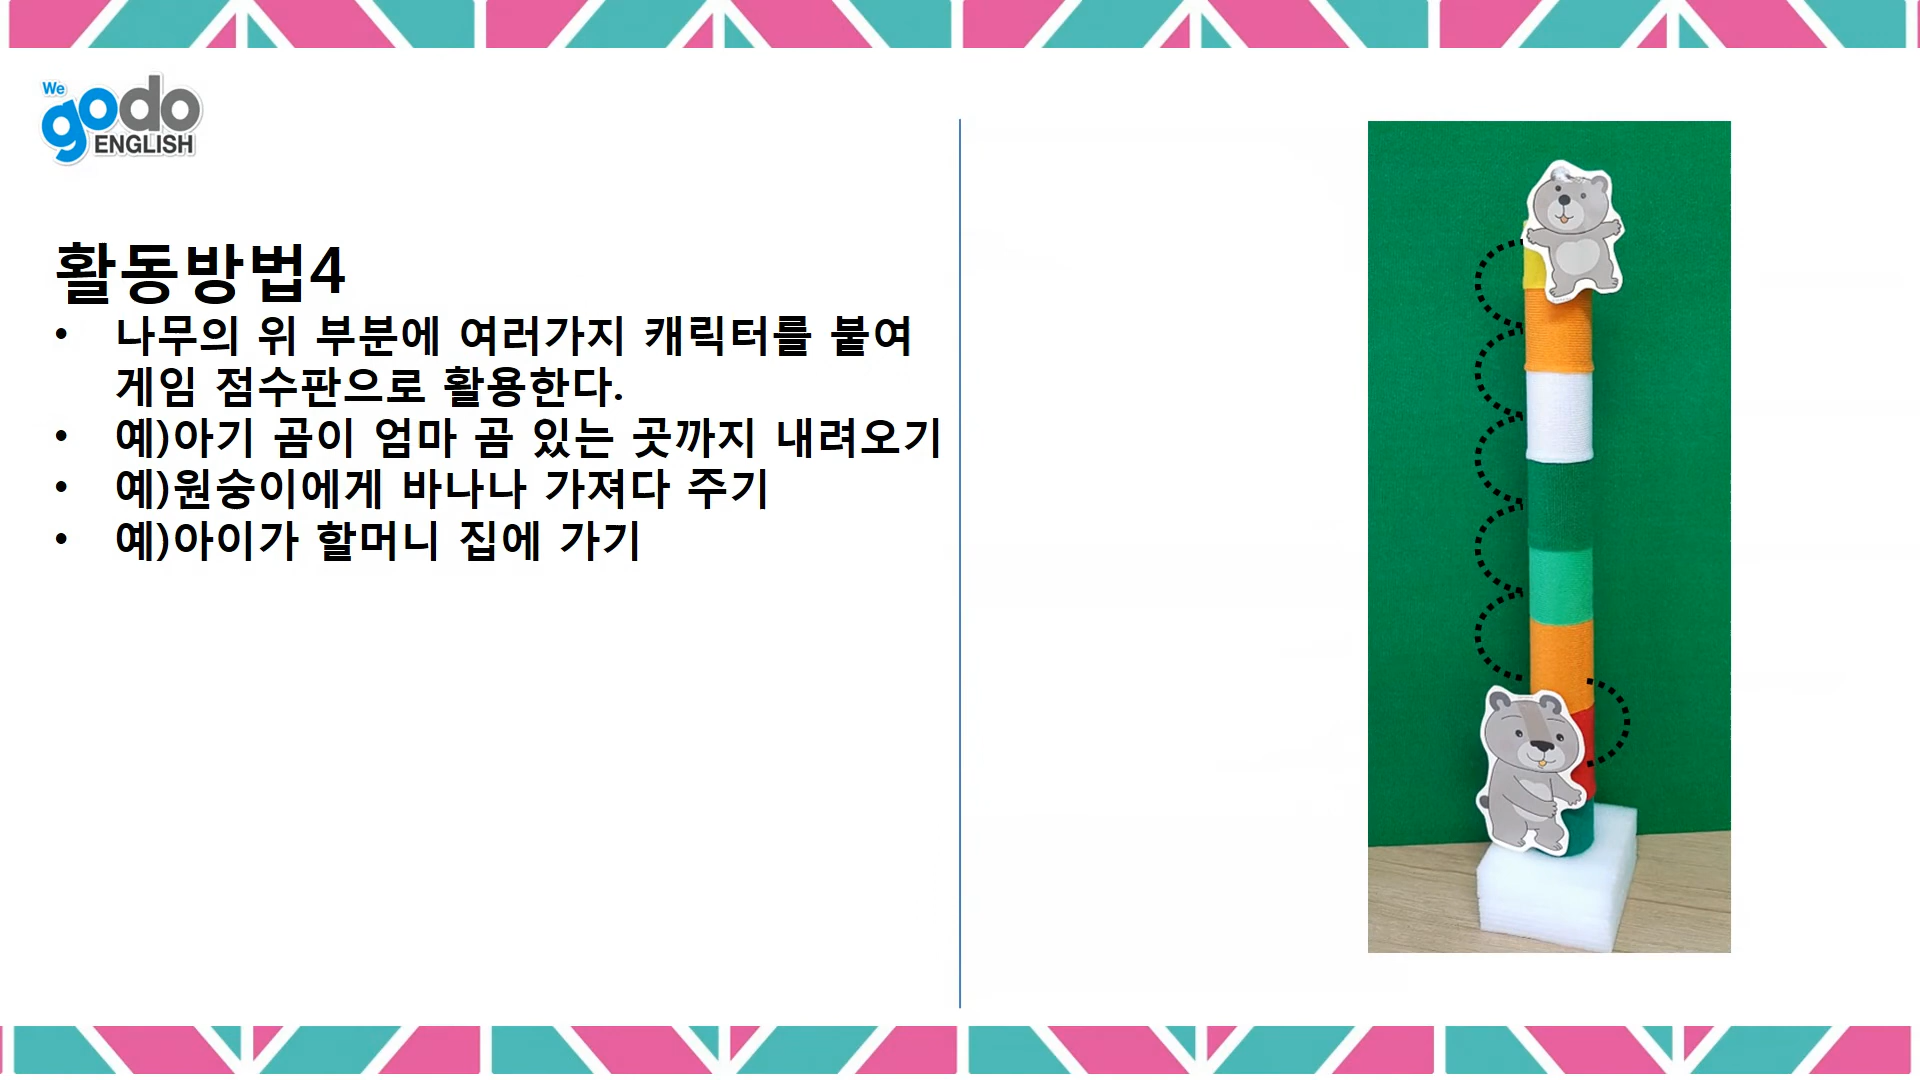 We
godo
ENGLISH
활동방법4
• 나무의 위 부분에 여러가지 캐릭터를 붙여
게임 점수판으로 활용한다.
• 예)아기 곰이 엄마 곰 있는 곳까지 내려오기
• 예)원숭이에게 바나나 가져다 주기
• 예)아이가 할머니 집에 가기